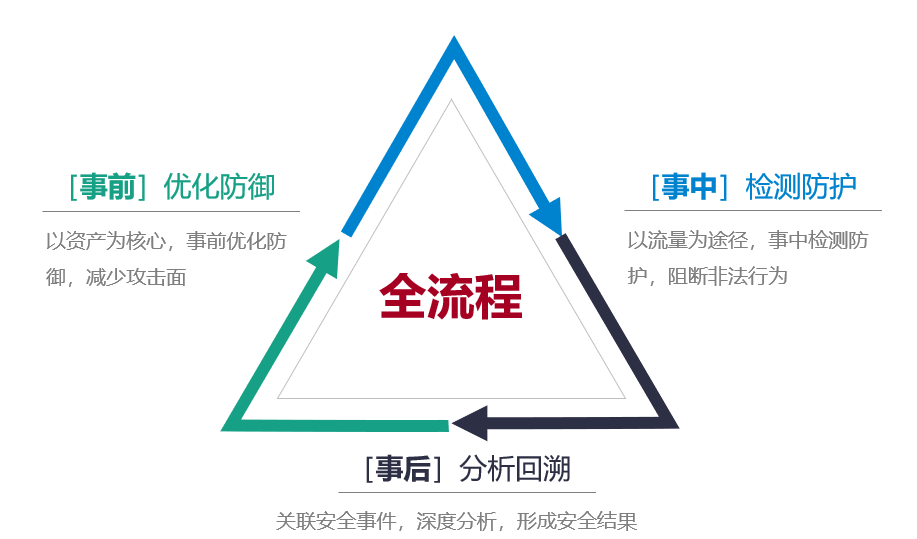 [事前] 优化防御
以资产为核心，事前优化防
御，减少攻击面
[事中] 检测防护
以流量为途径，事中检测防
护，阻断非法行为
全流程
[事后] 分析回溯
关联安全事件，深度分析，形成安全结果